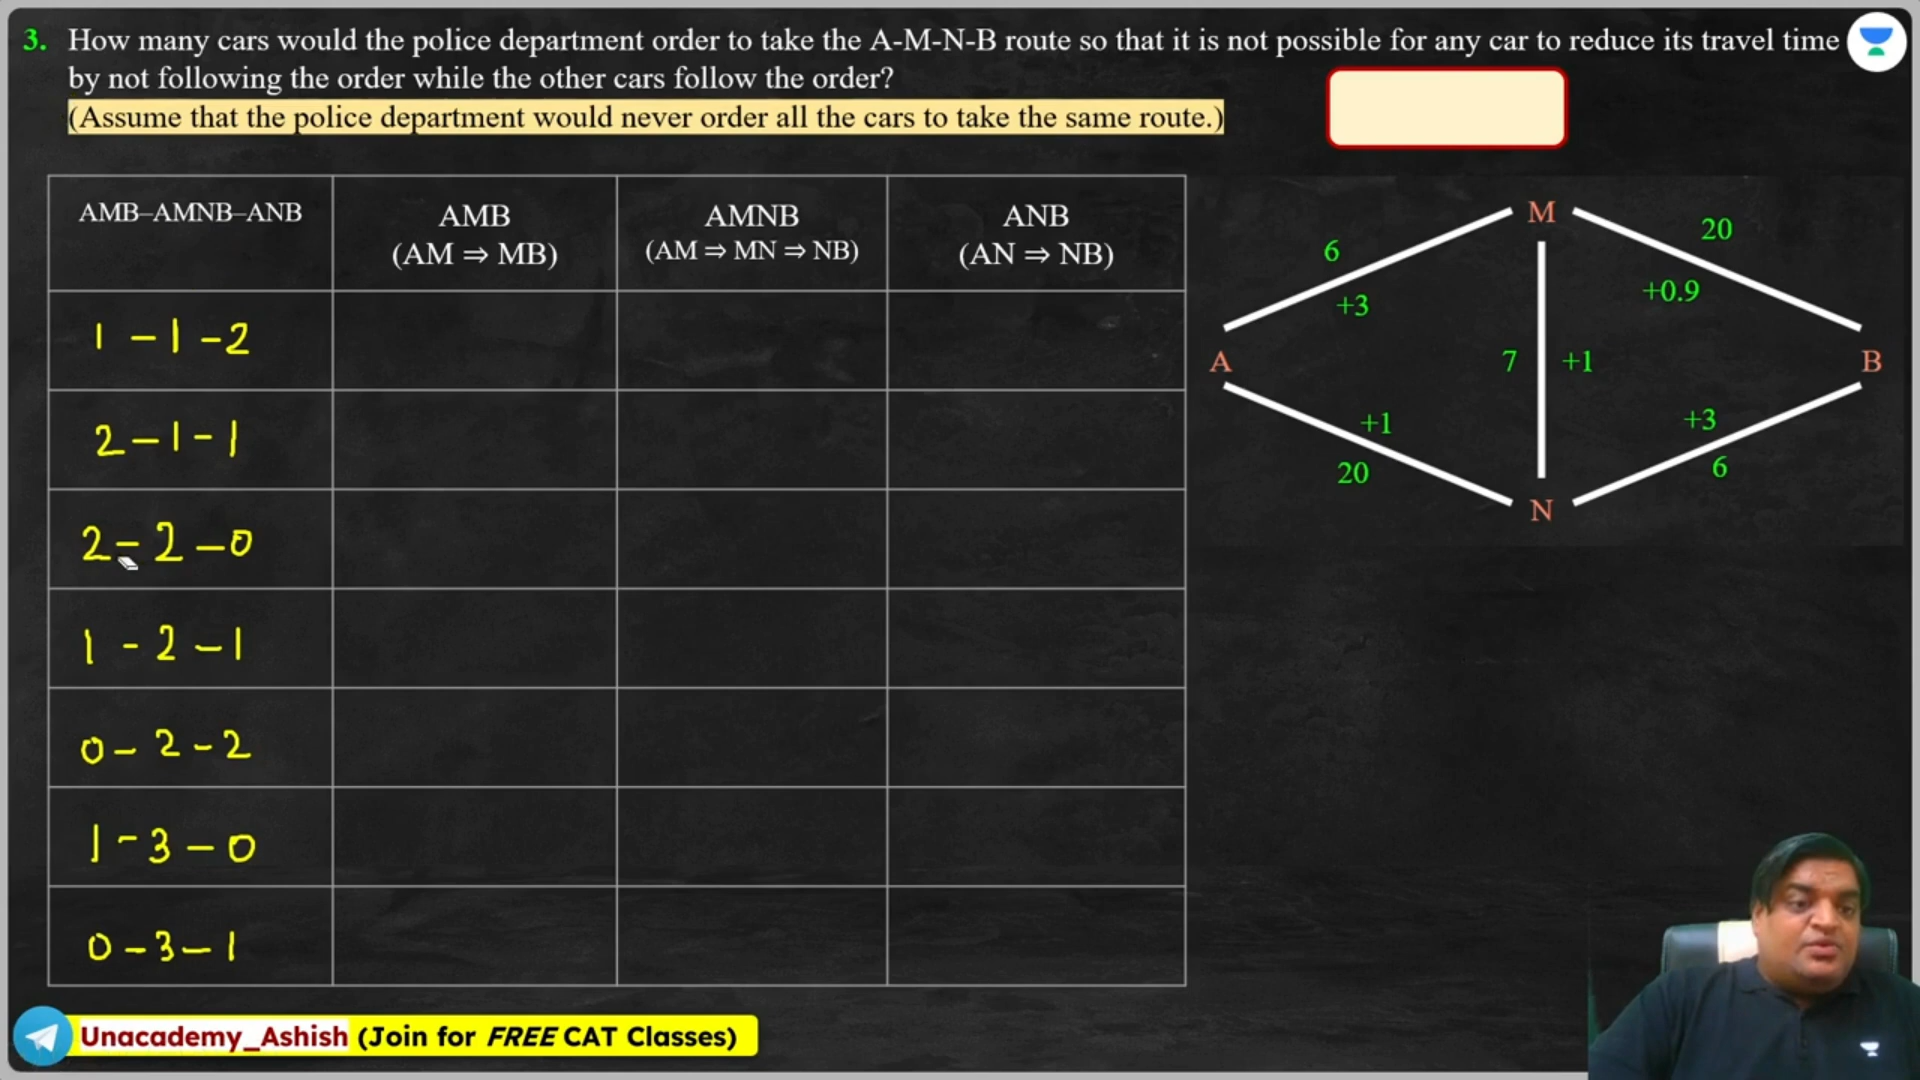 3. How many cars would the police department order to take the A-M-N-B route so that it is not possible for any car to reduce its travel time
by not following the order while the other cars follow the order?
(Assume that the police department would never order all the cars to take the same route.)
AMB–AMNB–ANB
AMB
(AM ⇒ MB)
AMNB
(AM ⇒ MN ⇒ NB)
ANB
(AN ⇒ NB)
1 - 1 - 2
2 - 1 - 1
2 - 2 - 0
1 - 2 - 1
0 - 2 - 2
1 - 3 - 0
0 - 3 - 1
M
6
+3
20
+0.9
A
7 +1
B
+1
20
+3
6
N
Unacademy_Ashish (Join for FREE CAT Classes)